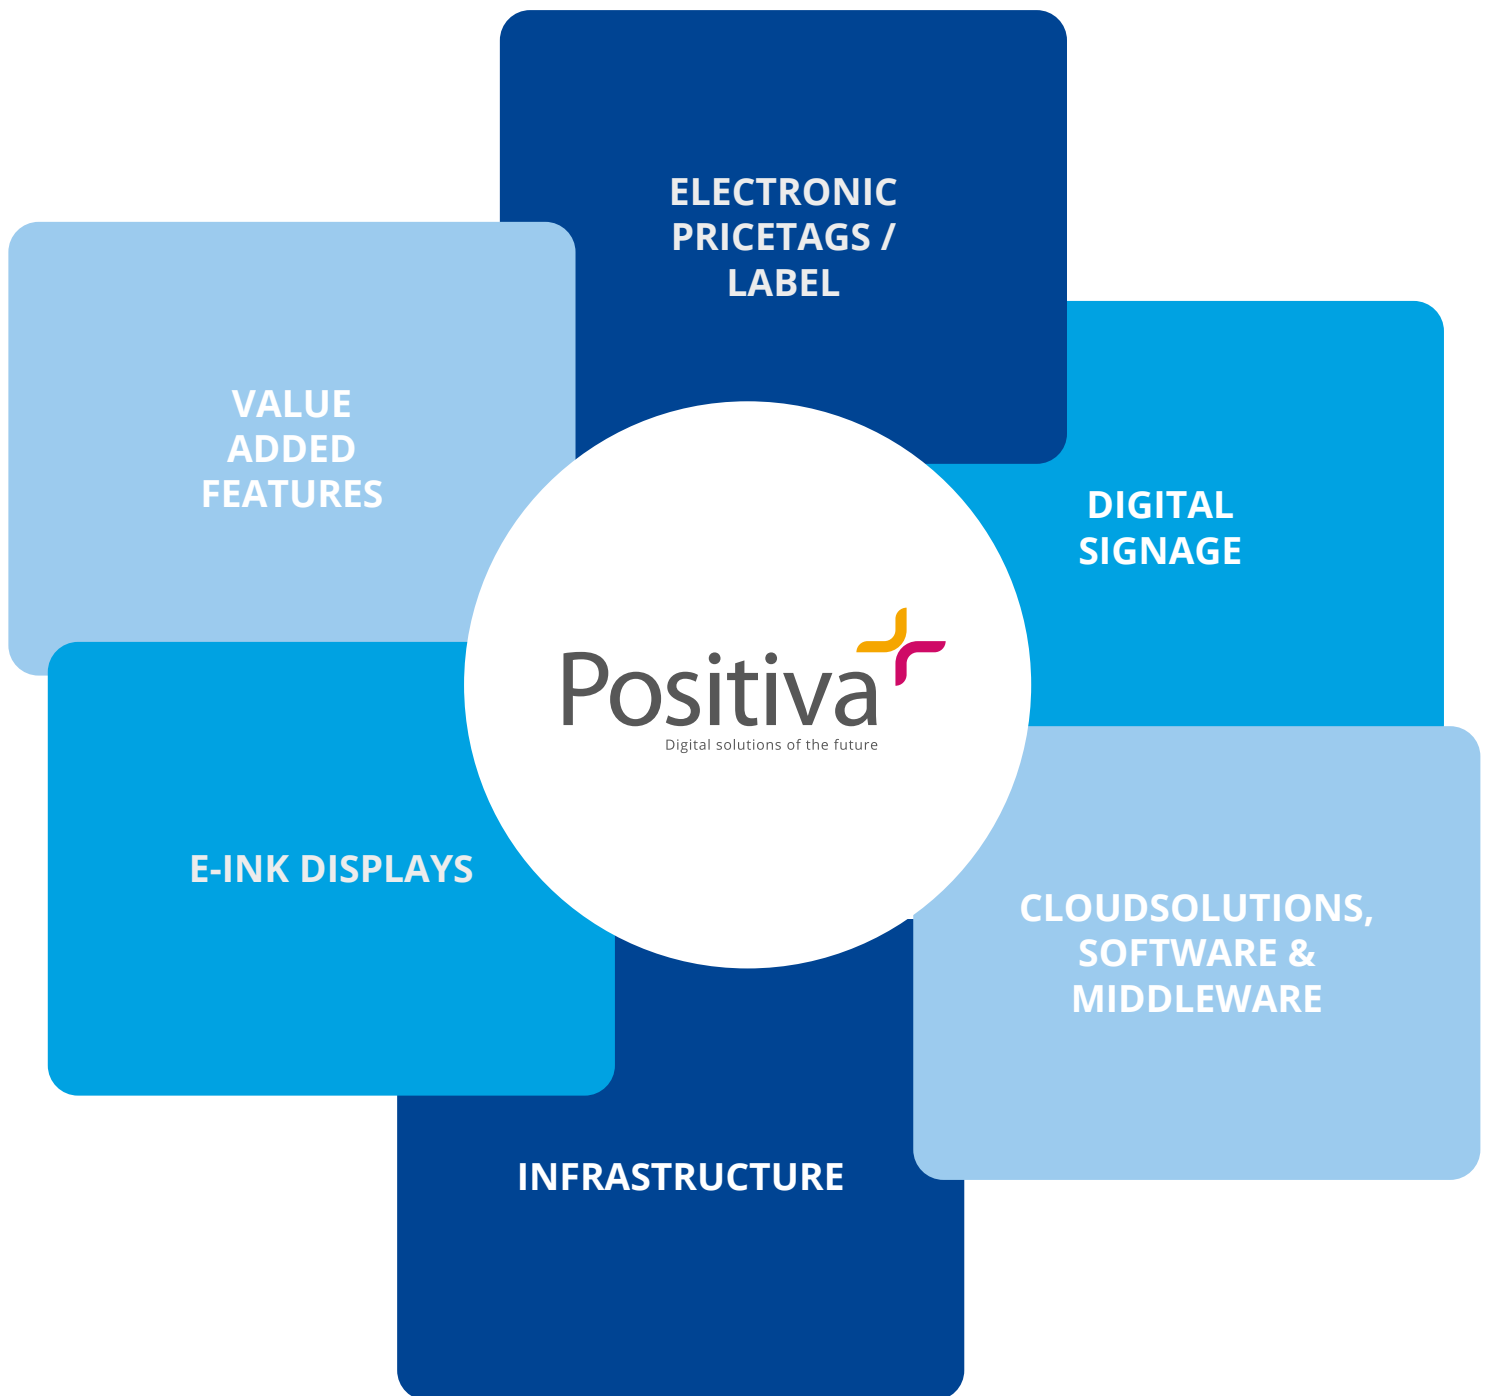 ELECTRONIC
PRICETAGS /
LABEL
VALUE
ADDED
FEATURES
DIGITAL
SIGNAGE
Positiva
Digital solutions of the future
E-INK DISPLAYS
CLOUDSOLUTIONS,
SOFTWARE &
MIDDLEWARE
INFRASTRUCTURE